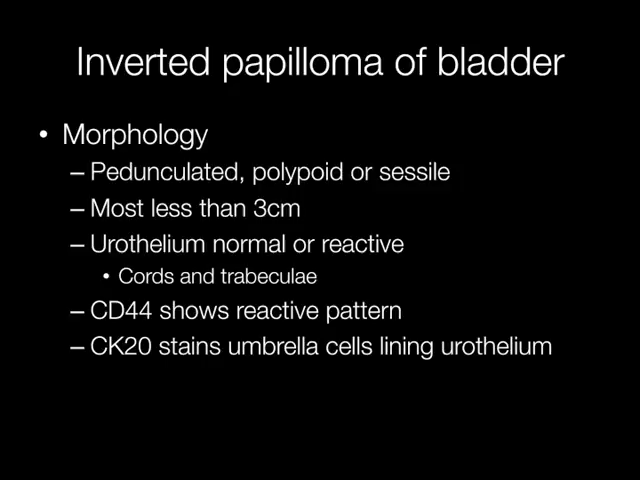 Inverted papilloma of bladder
• Morphology
– Pedunculated, polypoid or sessile
– Most less than 3cm
– Urothelium normal or reactive
• Cords and trabeculae
– CD44 shows reactive pattern
– CK20 stains umbrella cells lining urothelium